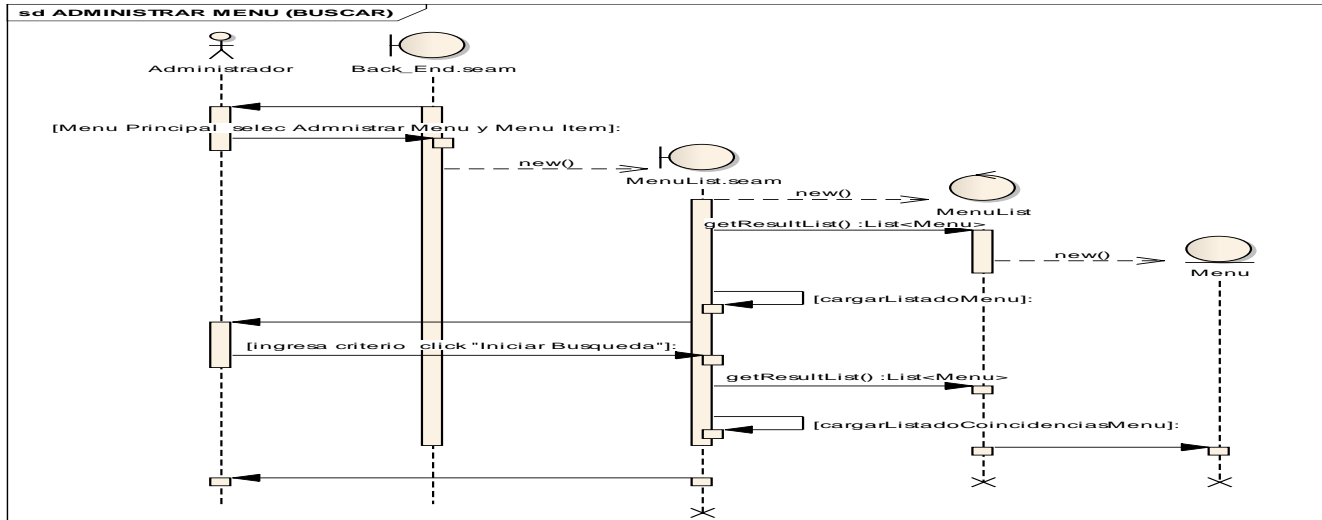 sd ADMINISTRAR MENU (BUSCAR)
Administrador
Back_End.seam
[Menu Principal selec Admnistrar Menu y Menu Item]:
new()
MenuList.seam
new()
MenuList
getResultList() :List<Menu>
new()
Menu
[cargarListadoMenu]:
[ingresa criterio click "Iniciar Busqueda"]:
getResultList() :List<Menu>
[cargarListadoCoincidenciasMenu]: